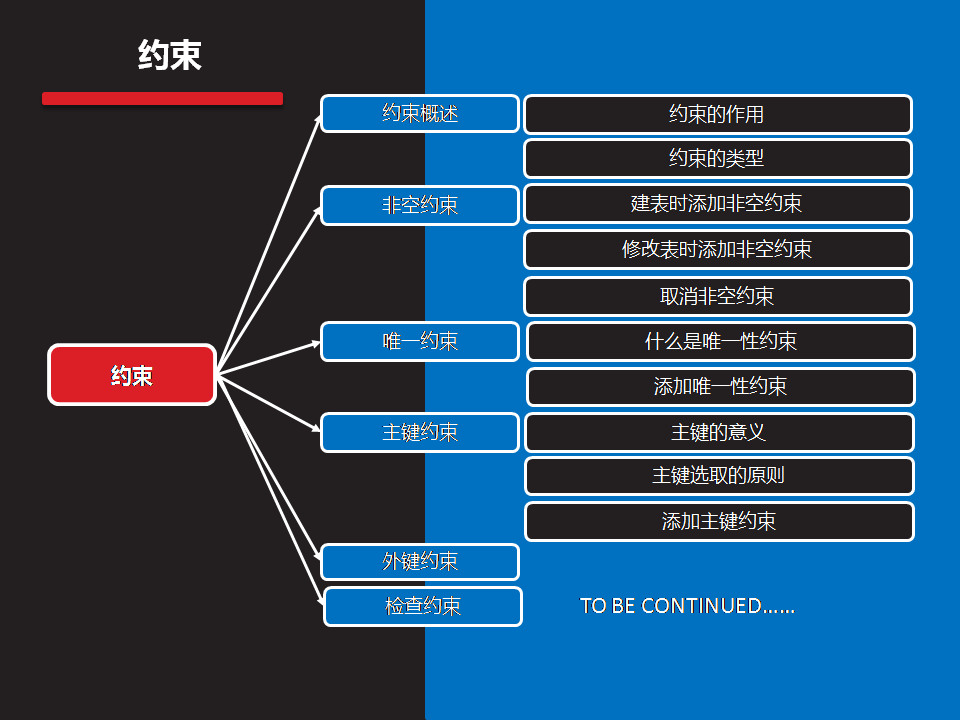 约束
约束概述
约束的作用
约束的类型
非空约束
建表时添加非空约束
修改表时添加非空约束
取消非空约束
唯一约束
什么是唯一性约束
添加唯一性约束
约束
主键约束
主键的意义
主键选取的原则
添加主键约束
外键约束
检查约束
TO BE CONTINUED……